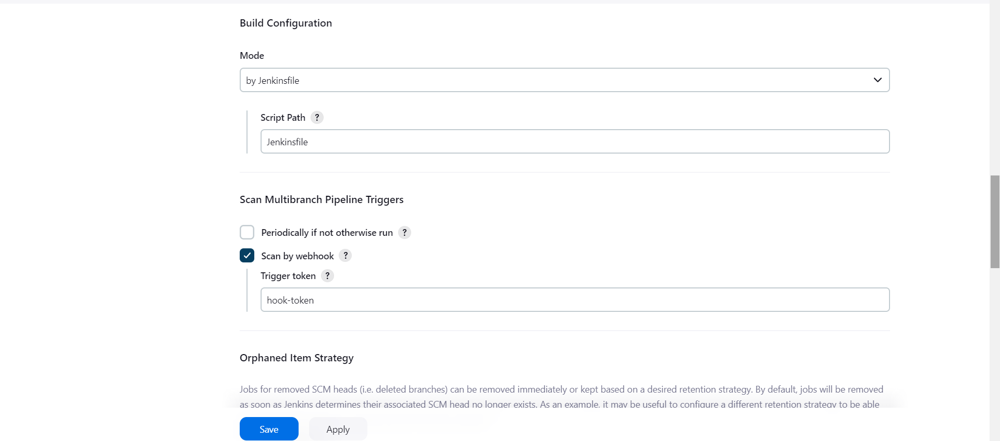 Build Configuration
Mode
by Jenkinsfile
Script Path ?
Jenkinsfile
Scan Multibranch Pipeline Triggers
Periodically if not otherwise run ?
Scan by webhook ?
Trigger token ?
hook-token
Orphaned Item Strategy
Jobs for removed SCM heads (i.e. deleted branches) can be removed immediately or kept based on a desired retention strategy. By default, jobs will be removed
as soon as Jenkins determines their associated SCM head no longer exists. As an example, it may be useful to configure a different retention strategy to be able
Save Apply